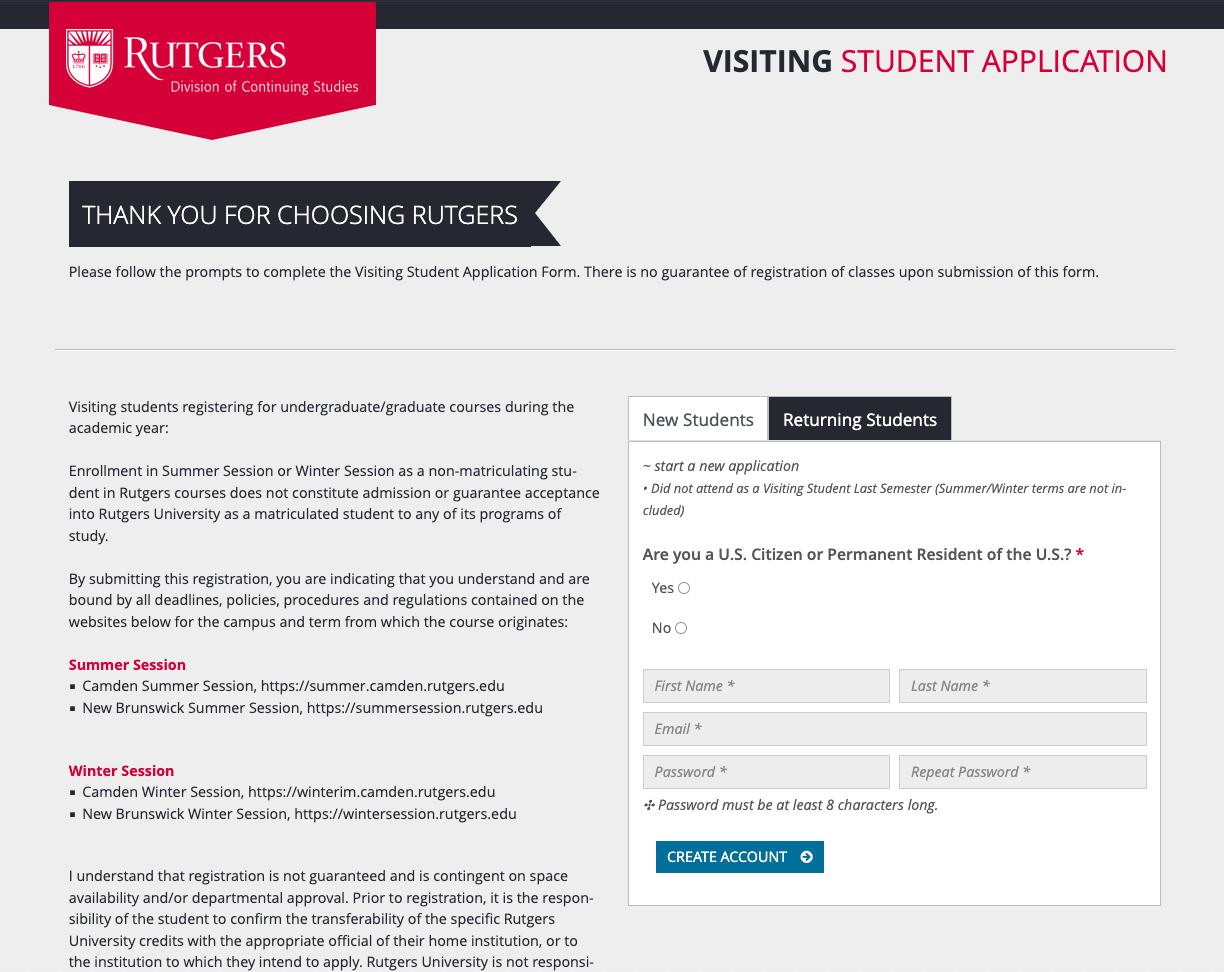 RUTGERS
Division of Continuing Studies
VISITING STUDENT APPLICATION
THANK YOU FOR CHOOSING RUTGERS
Please follow the prompts to complete the Visiting Student Application Form. There is no guarantee of registration of classes upon submission of this form.
Visiting students registering for undergraduate/graduate courses during the
academic year:
Enrollment in Summer Session or Winter Session as a non-matriculating stu-
dent in Rutgers courses does not constitute admission or guarantee acceptance
into Rutgers University as a matriculated student to any of its programs of
study.
By submitting this registration, you are indicating that you understand and are
bound by all deadlines, policies, procedures and regulations contained on the
websites below for the campus and term from which the course originates:
Summer Session
▪ Camden Summer Session, https://summer.camden.rutgers.edu
▪ New Brunswick Summer Session, https://summersession.rutgers.edu
Winter Session
▪ Camden Winter Session, https://winterim.camden.rutgers.edu
▪ New Brunswick Winter Session, https://wintersession.rutgers.edu
I understand that registration is not guaranteed and is contingent on space
availability and/or departmental approval. Prior to registration, it is the respon-
sibility of the student to confirm the transferability of the specific Rutgers
University credits with the appropriate official of their home institution, or to
the institution to which they intend to apply. Rutgers University is not responsi-
New Students
Returning Students
~ start a new application
• Did not attend as a Visiting Student Last Semester (Summer/Winter terms are not in-
cluded)
Are you a U.S. Citizen or Permanent Resident of the U.S.? *
Yes
No
First Name *
Last Name *
Email *
Password *
Repeat Password *
✣ Password must be at least 8 characters long.
CREATE ACCOUNT